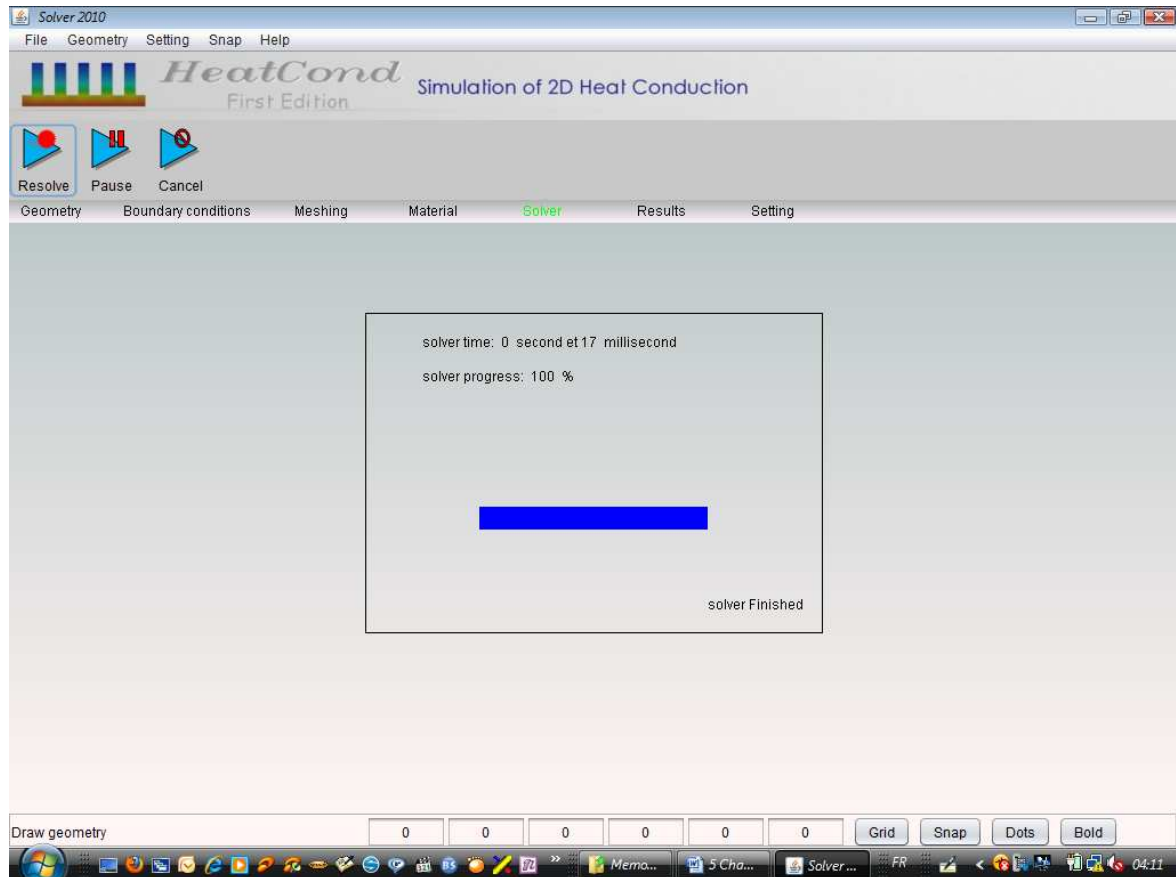 Solver 2010
File Geometry Setting Snap Help
HeatCond
First Edition
Simulation of 2D Heat Conduction
Resolve Pause Cancel
Geometry Boundary conditions Meshing Material Solver Results Setting
solver time: 0 second et 17 millisecond
solver progress: 100 %
solver Finished
Draw geometry 0 0 0 0 0 0 Grid Snap Dots Bold
BS » Memo... 5 Cha... Solver ... FR < 04:11